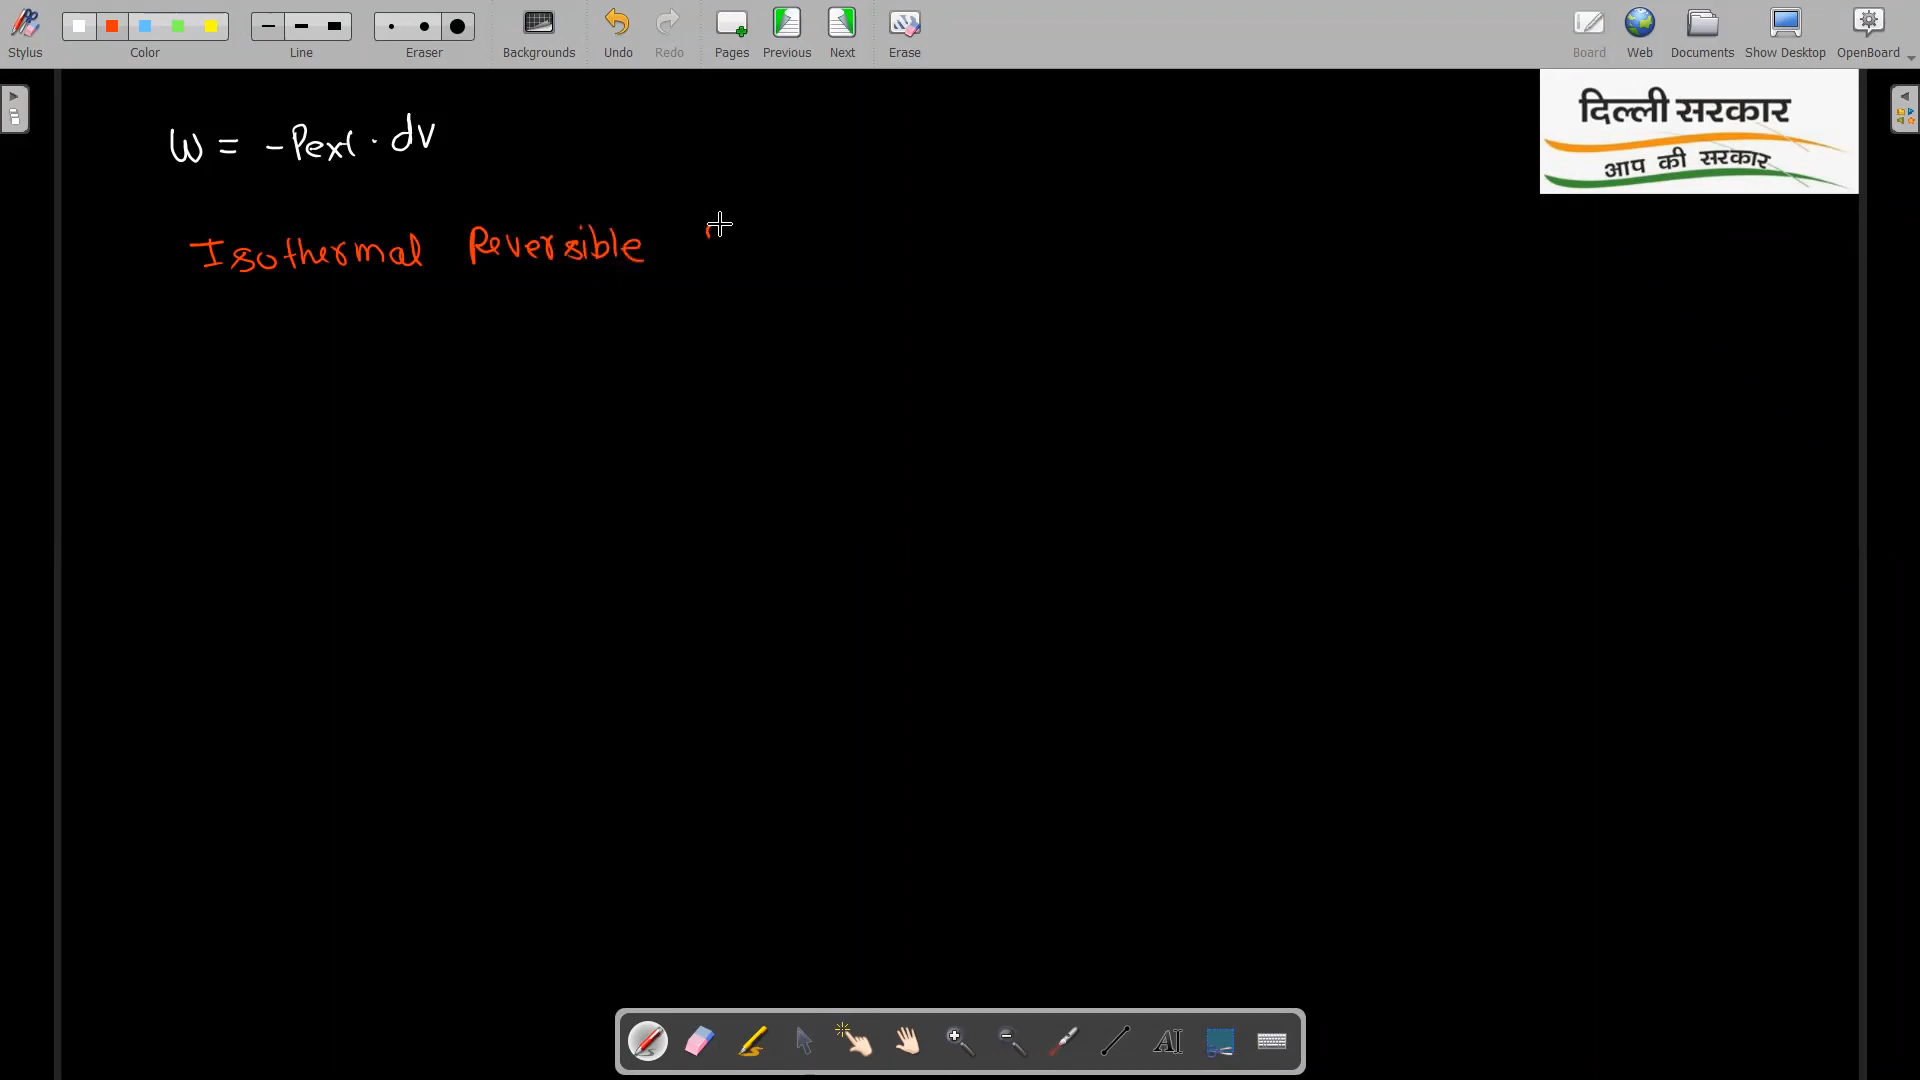 Stylus Color Line Eraser Backgrounds Undo Redo Pages Previous Next Erase Board Web Documents Show Desktop OpenBoard
दिल्ली सरकार
आप की सरकार
W = -Pext · dv
Isothermal Reversible